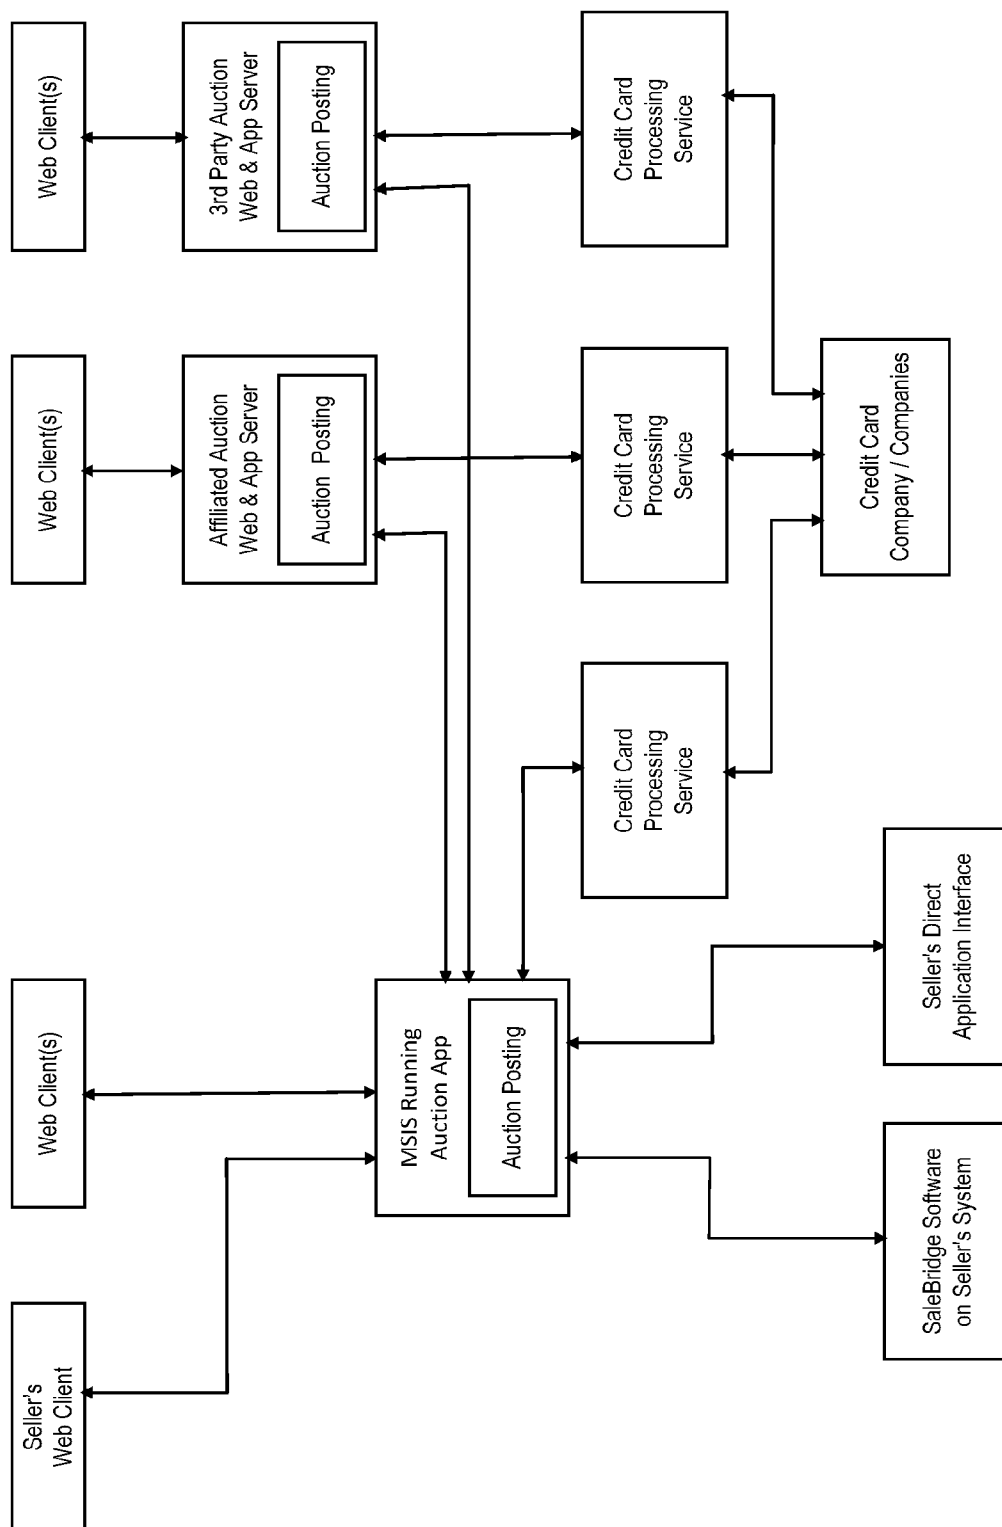 Seller's
Web Client
Web Client(s)
Web Client(s)
Web Client(s)
Affiliated Auction
Web & App Server
Auction Posting
3rd Party Auction
Web & App Server
Auction Posting
MSIS Running
Auction App
Auction Posting
Credit Card
Processing
Service
Credit Card
Processing
Service
Credit Card
Processing
Service
Credit Card
Company / Companies
SaleBridge Software
on Seller's System
Seller's Direct
Application Interface